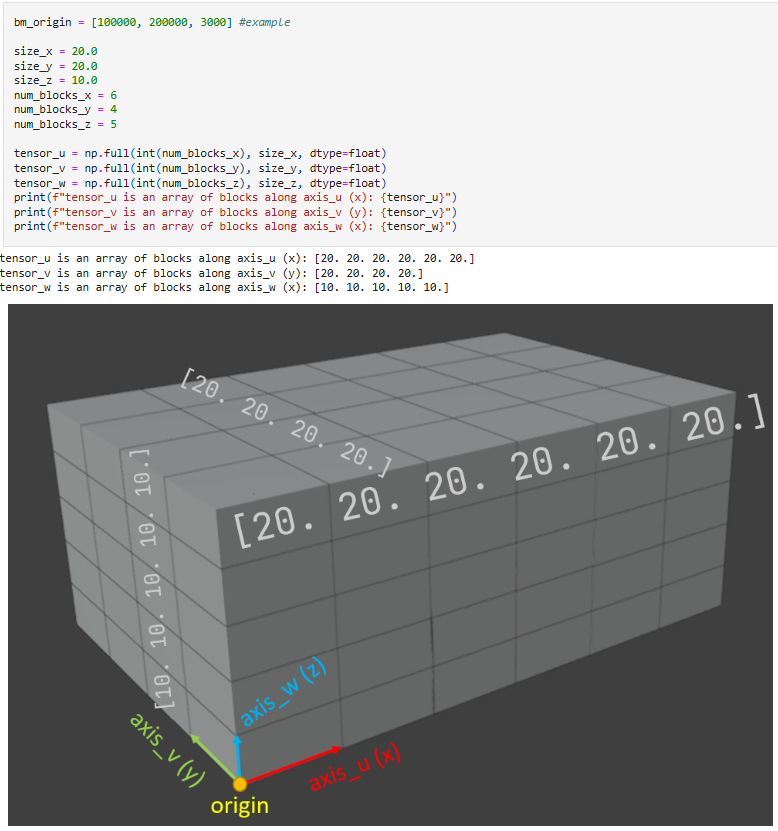 bm_origin = [100000, 200000, 3000] #example
size_x = 20.0
size_y = 20.0
size_z = 10.0
num_blocks_x = 6
num_blocks_y = 4
num_blocks_z = 5
tensor_u = np.full(int(num_blocks_x), size_x, dtype=float)
tensor_v = np.full(int(num_blocks_y), size_y, dtype=float)
tensor_w = np.full(int(num_blocks_z), size_z, dtype=float)
print(f"tensor_u is an array of blocks along axis_u (x): {tensor_u}")
print(f"tensor_v is an array of blocks along axis_v (y): {tensor_v}")
print(f"tensor_w is an array of blocks along axis_w (x): {tensor_w}")
tensor_u is an array of blocks along axis_u (x): [20. 20. 20. 20. 20. 20.]
tensor_v is an array of blocks along axis_v (y): [20. 20. 20. 20.]
tensor_w is an array of blocks along axis_w (x): [10. 10. 10. 10. 10.]
[20. 20. 20. 20.]
[20. 20. 20. 20. 20. 20.]
[10. 10. 10. 10. 10.]
axis_w (z)
axis_v (y)
axis_u (x)
origin